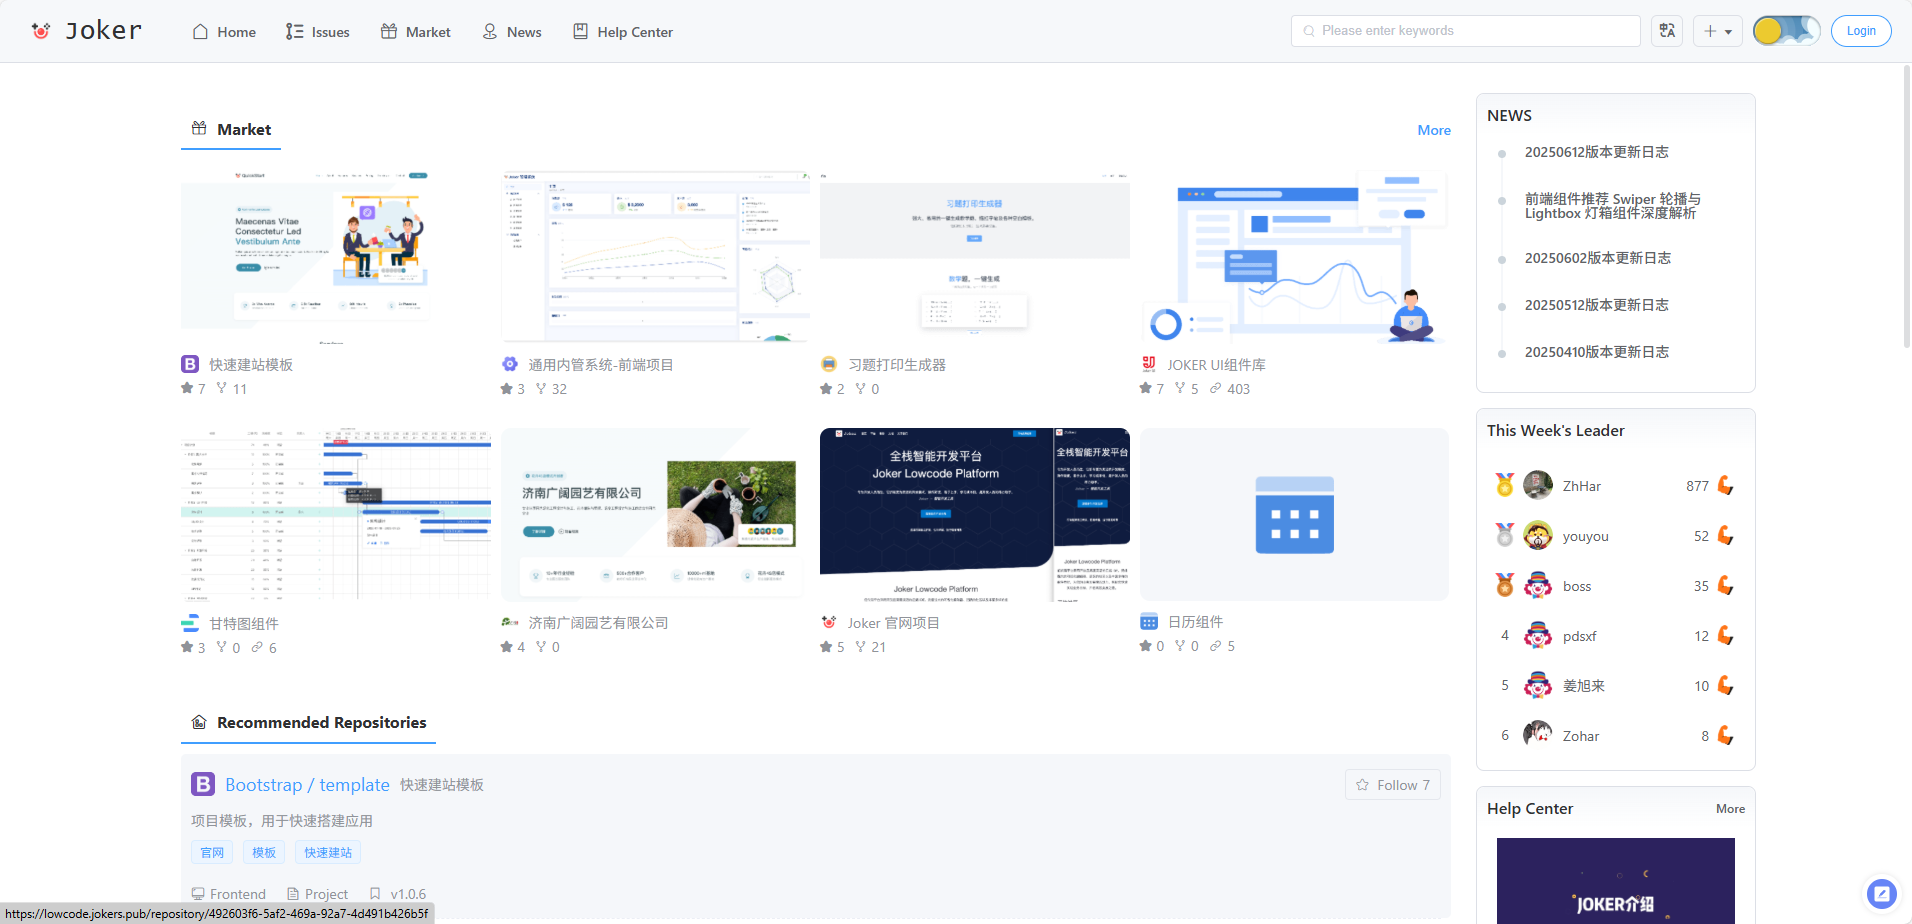 Joker
Home
Issues
Market
News
Help Center
Please enter keywords
Login
Market
More
QuickStart
Maecenas Vitae
Consectetur Led
Vestibulum Ante
习题打印生成器
数学题，一键生成
快速建站模板
7 11
通用内管系统-前端项目
3 32
习题打印生成器
2 0
JOKER UI组件库
7 5 403
济南广阔园艺有限公司
全栈智能开发平台
Joker Lowcode Platform
Joker Lowcode Platform
全栈智能开发平台
Joker Lowcode Platform
Joker Lowcode Platform
甘特图组件
3 0 6
济南广阔园艺有限公司
4 0
Joker 官网项目
5 21
日历组件
0 0 5
Recommended Repositories
Bootstrap / template 快速建站模板
Follow 7
项目模板，用于快速搭建应用
官网 模板 快速建站
Frontend Project v1.0.6
https://lowcode.jokers.pub/repository/492603f6-5af2-469a-92a7-4d491b426b5f
NEWS
20250612版本更新日志
前端组件推荐 Swiper 轮播与
Lightbox 灯箱组件深度解析
20250602版本更新日志
20250512版本更新日志
20250410版本更新日志
This Week's Leader
ZhHar 877
youyou 52
boss 35
4 pdsxf 12
5 姜旭来 10
6 Zohar 8
Help Center
More
JOKER介绍